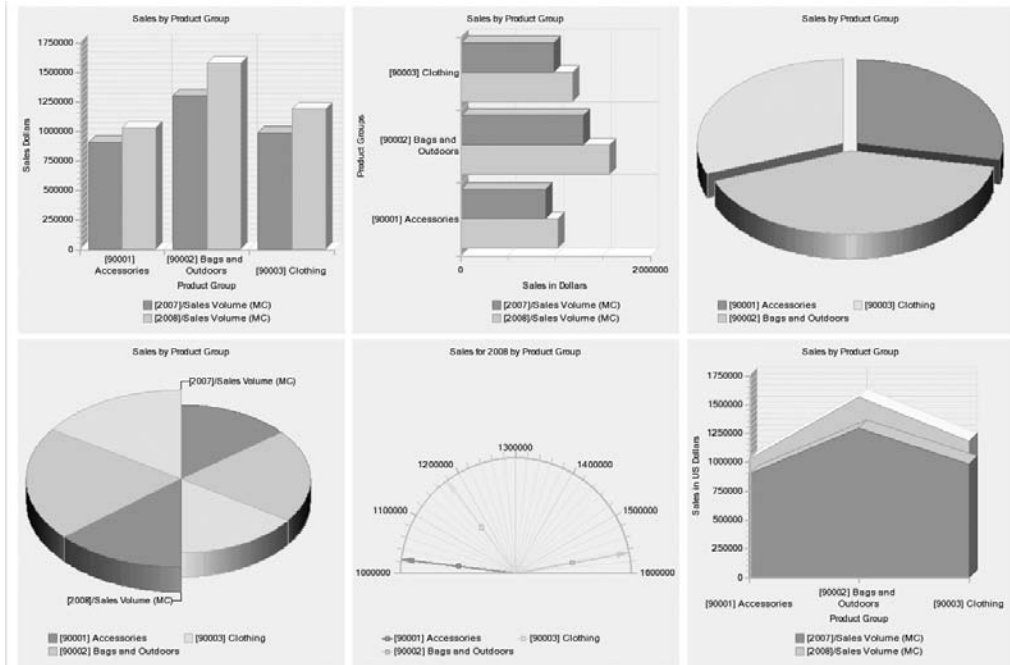 Sales by Product Group
1750000
1500000
1250000
1000000
750000
500000
250000
0
Sales Dollars
[90001]
Accessories
[90002] Bags and
Outdoors
[90003] Clothing
Product Group
[2007]/Sales Volume (MC)
[2008]/Sales Volume (MC)
Sales by Product Group
Product Groups
[90003] Clothing
[90002] Bags and
Outdoors
[90001] Accessories
0
2000000
Sales in Dollars
[2007]/Sales Volume (MC)
[2008]/Sales Volume (MC)
Sales by Product Group
[90001] Accessories
[90003] Clothing
[90002] Bags and Outdoors
Sales by Product Group
[2007]/Sales Volume (MC)
[2008]/Sales Volume (MC)
[90001] Accessories
[90003] Clothing
[90002] Bags and Outdoors
Sales for 2008 by Product Group
1000000
1100000
1200000
1300000
1400000
1500000
1600000
[90001] Accessories
[90003] Clothing
[90002] Bags and Outdoors
Sales by Product Group
1750000
1500000
1250000
1000000
750000
500000
250000
0
Sales in US Dollars
[90001] Accessories
[90002] Bags and
Outdoors
[90003] Clothing
Product Group
[2007]/Sales Volume (MC)
[2008]/Sales Volume (MC)